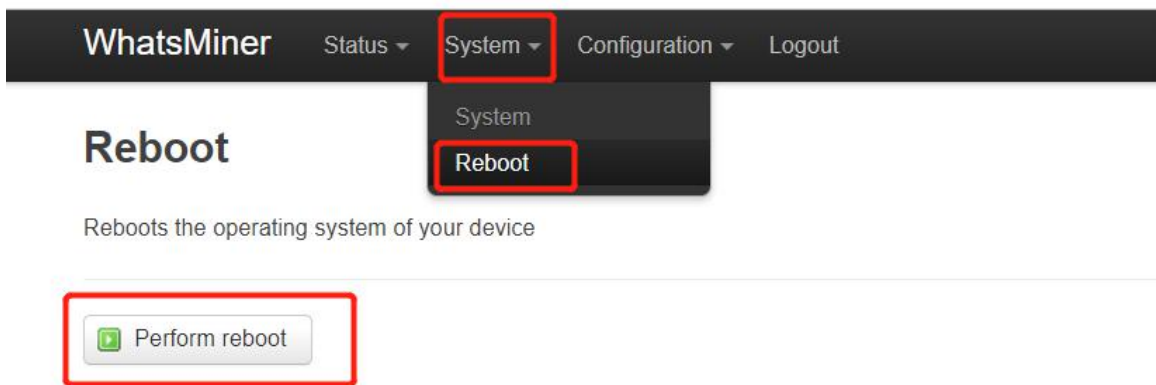 WhatsMiner Status System Configuration Logout
System
Reboot
Reboot
Reboots the operating system of your device
Perform reboot